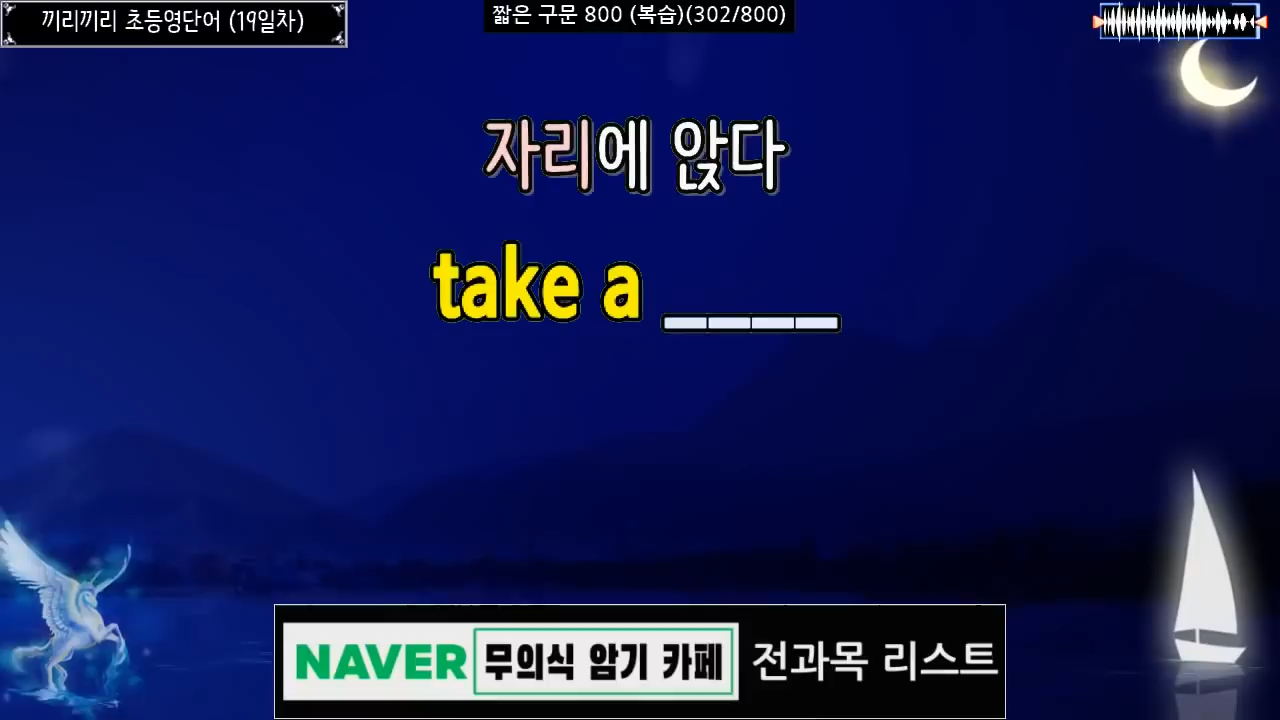 끼리끼리 초등영단어 (19일차)
짧은 구문 800 (복습)(302/800)
자리에 앉다
take a ____
NAVER 무의식 암기 카페 전과목 리스트